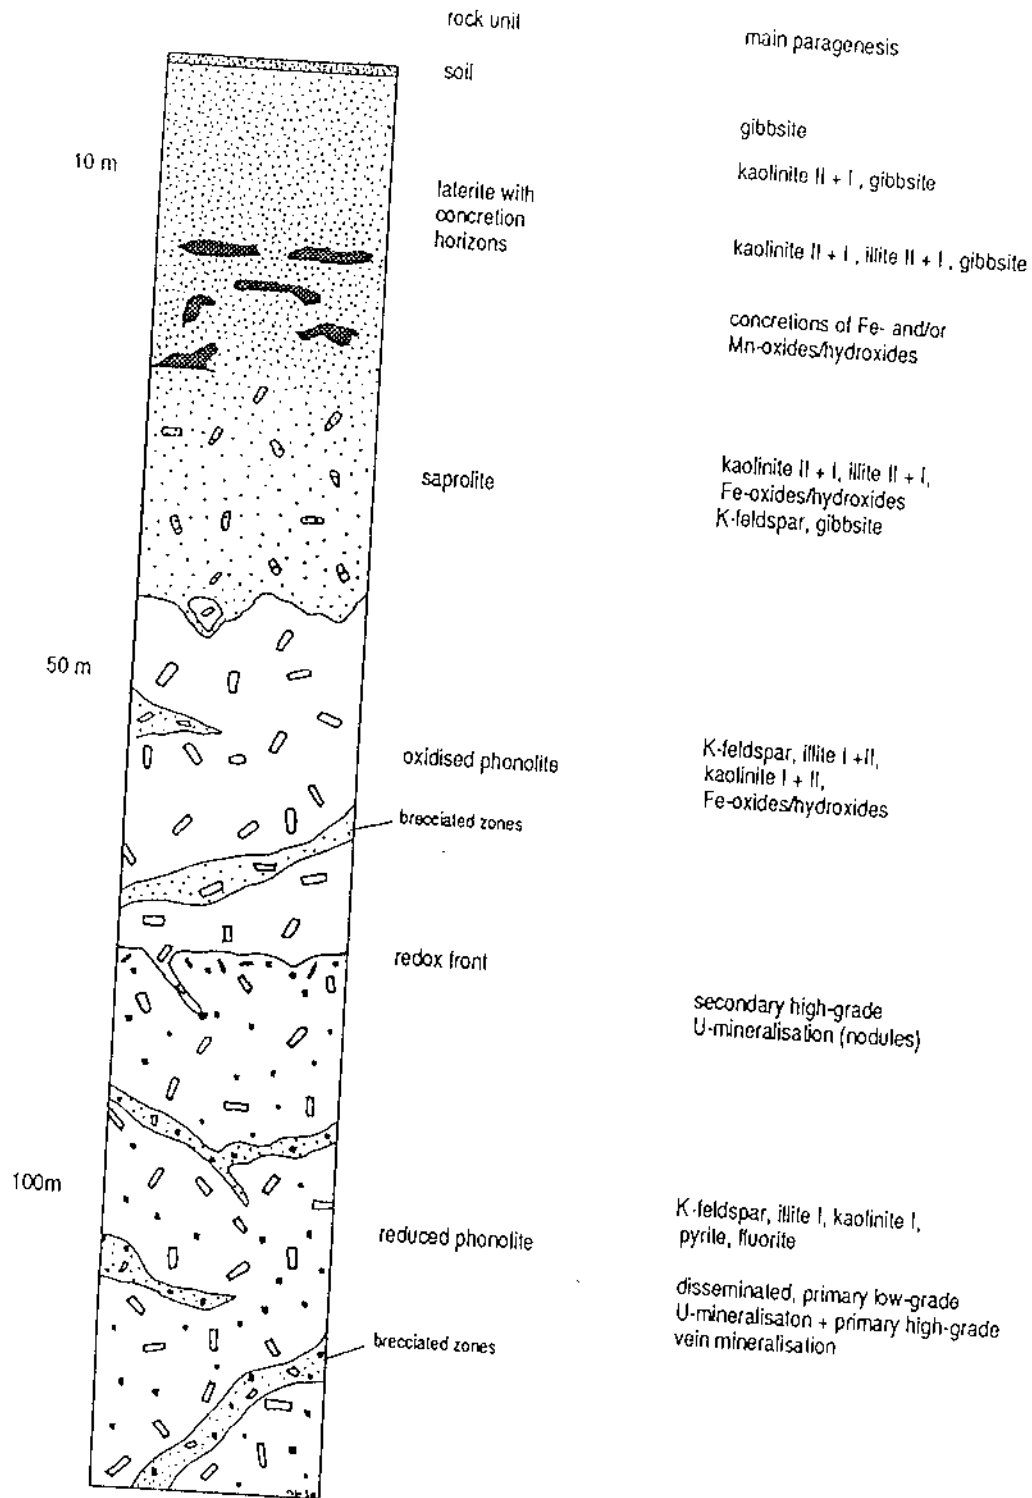 rock unit
main paragenesis
soil
gibbsite
10 m
kaolinite II + I , gibbsite
laterite with
concretion
horizons
kaolinite II + I , illite II + I , gibbsite
concretions of Fe- and/or
Mn-oxides/hydroxides
saprolite
kaolinite II + I, illite II + I,
Fe-oxides/hydroxides
K-feldspar, gibbsite
50 m
oxidised phonolite
K-feldspar, illite I +II,
kaolinite I + II,
Fe-oxides/hydroxides
brecciated zones
redox front
secondary high-grade
U-mineralisation (nodules)
100m
reduced phonolite
K-feldspar, illite I, kaolinite I,
pyrite, fluorite
disseminated, primary low-grade
U-mineralisaton + primary high-grade
vein mineralisation
brecciated zones